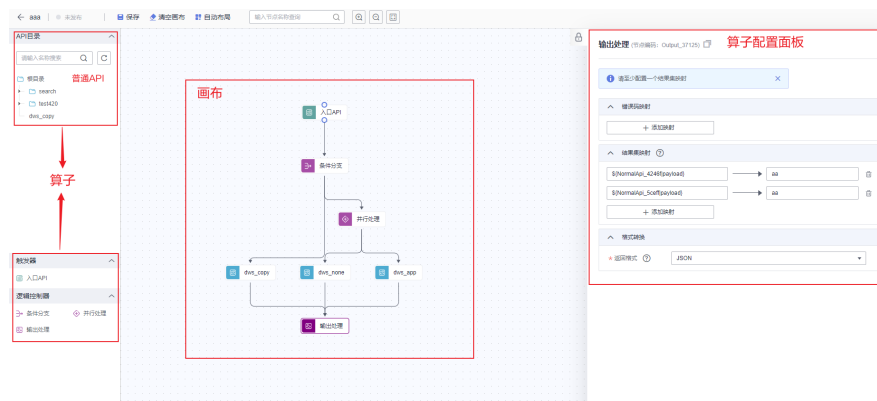 aaa
未发布
保存
清空画布
自动布局
输入节点名称查询
API目录
请输入名称搜索
根目录
普通API
search
test420
dws_copy
算子
触发器
入口API
逻辑控制器
条件分支
并行处理
输出处理
画布
入口API
条件分支
并行处理
dws_copy
dws_none
dws_app
输出处理
输出处理 (节点编码: Output_37125)
算子配置面板
请至少配置一个结果集映射
错误码映射
+ 添加映射
结果集映射
${NormalApi_4246f|payload}
aa
${NormalApi_5ceff|payload}
aa
+ 添加映射
格式转换
* 返回格式
JSON